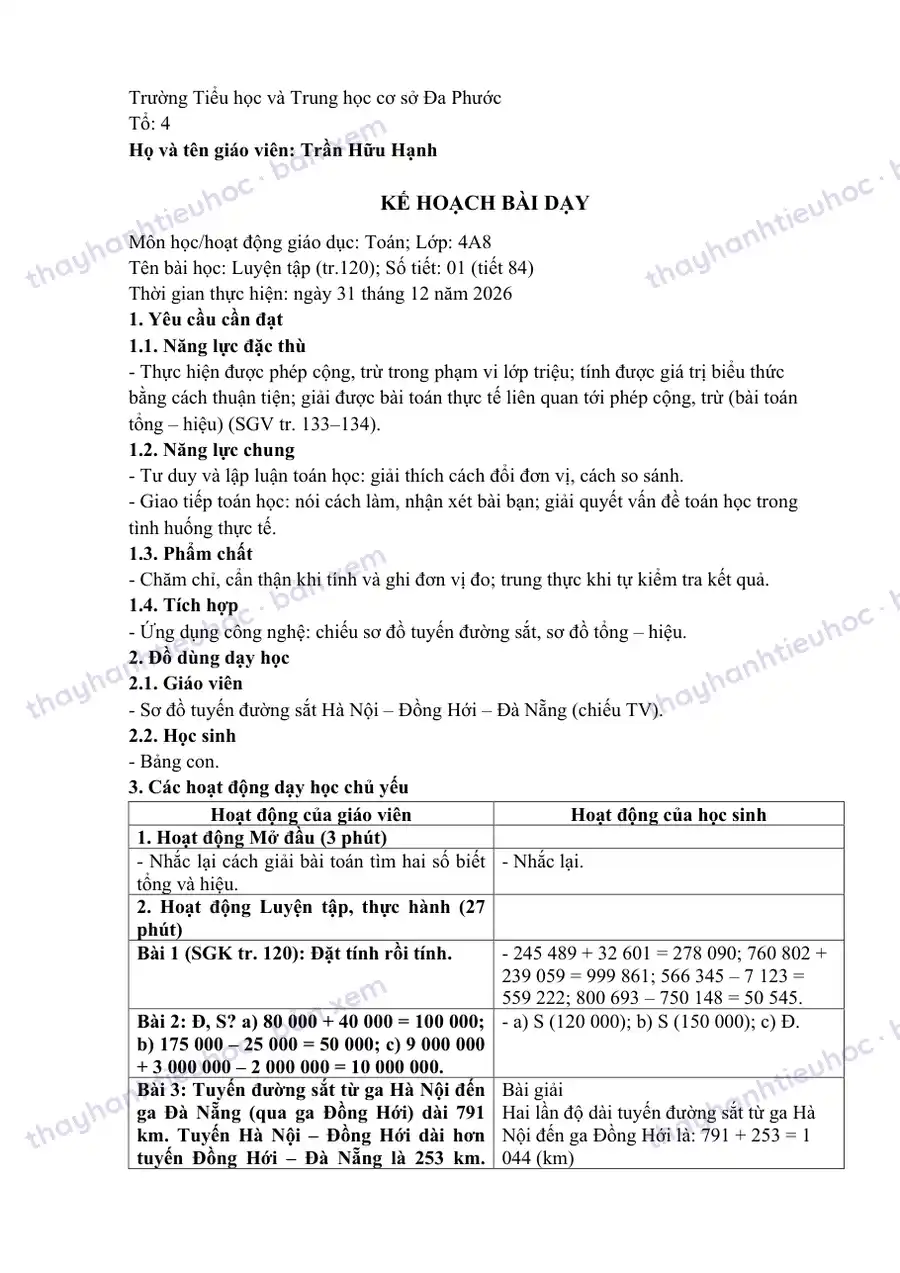 Trường Tiểu học và Trung học cơ sở Đa Phước
Tổ: 4
Họ và tên giáo viên: Trần Hữu Hạnh
KẾ HOẠCH BÀI DẠY
Môn học/hoạt động giáo dục: Toán; Lớp: 4A8
Tên bài học: Luyện tập (tr.120); Số tiết: 01 (tiết 84)
Thời gian thực hiện: ngày 31 tháng 12 năm 2026
1. Yêu cầu cần đạt
1.1. Năng lực đặc thù
- Thực hiện được phép cộng, trừ trong phạm vi lớp triệu; tính được giá trị biểu thức
bằng cách thuận tiện; giải được bài toán thực tế liên quan tới phép cộng, trừ (bài toán
tổng – hiệu) (SGV tr. 133–134).
1.2. Năng lực chung
- Tư duy và lập luận toán học: giải thích cách đổi đơn vị, cách so sánh.
- Giao tiếp toán học: nói cách làm, nhận xét bài bạn; giải quyết vấn đề toán học trong
tình huống thực tế.
1.3. Phẩm chất
- Chăm chỉ, cẩn thận khi tính và ghi đơn vị đo; trung thực khi tự kiểm tra kết quả.
1.4. Tích hợp
- Ứng dụng công nghệ: chiếu sơ đồ tuyến đường sắt, sơ đồ tổng – hiệu.
2. Đồ dùng dạy học
2.1. Giáo viên
- Sơ đồ tuyến đường sắt Hà Nội – Đồng Hới – Đà Nẵng (chiếu TV).
2.2. Học sinh
- Bảng con.
3. Các hoạt động dạy học chủ yếu
Hoạt động của giáo viên
Hoạt động của học sinh
1. Hoạt động Mở đầu (3 phút)
- Nhắc lại cách giải bài toán tìm hai số biết
tổng và hiệu.
- Nhắc lại.
2. Hoạt động Luyện tập, thực hành (27
phút)
Bài 1 (SGK tr. 120): Đặt tính rồi tính.
- 245 489 + 32 601 = 278 090; 760 802 +
239 059 = 999 861; 566 345 – 7 123 =
559 222; 800 693 – 750 148 = 50 545.
Bài 2: Đ, S? a) 80 000 + 40 000 = 100 000;
b) 175 000 – 25 000 = 50 000; c) 9 000 000
+ 3 000 000 – 2 000 000 = 10 000 000.
- a) S (120 000); b) S (150 000); c) Đ.
Bài 3: Tuyến đường sắt từ ga Hà Nội đến
ga Đà Nẵng (qua ga Đồng Hới) dài 791
km. Tuyến Hà Nội – Đồng Hới dài hơn
tuyến Đồng Hới – Đà Nẵng là 253 km.
Bài giải
Hai lần độ dài tuyến đường sắt từ ga Hà
Nội đến ga Đồng Hới là: 791 + 253 = 1
044 (km)
thayhanhtieuhoc · bản xem
thayhanhtieuhoc · b
thayhanhtieuhoc · bản xem
thayhanhtieuhoc · b
thayhanhtieuhoc · bản xem
thayhanhtieuhoc · b